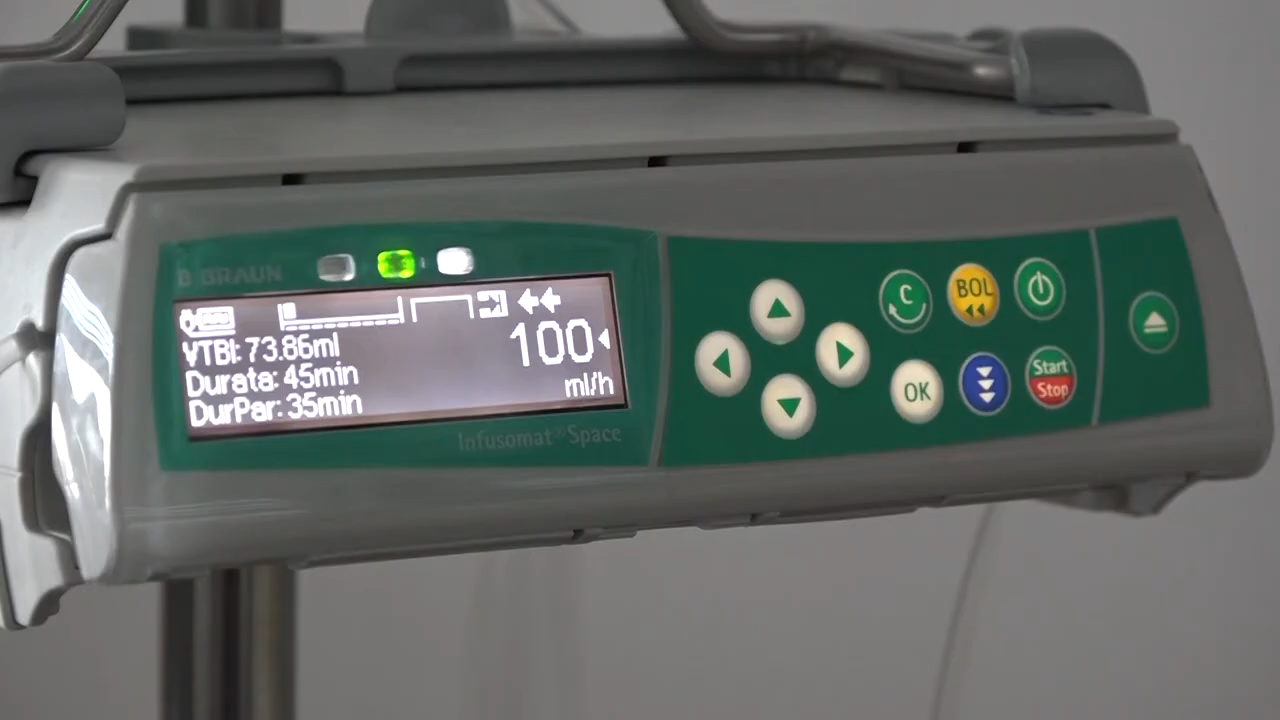 B BRAUN
VTBI: 73.86ml
100
Durata: 45min
ml/h
DurPar: 35min
Infusomat® Space
C
BOL
OK
Start
Stop